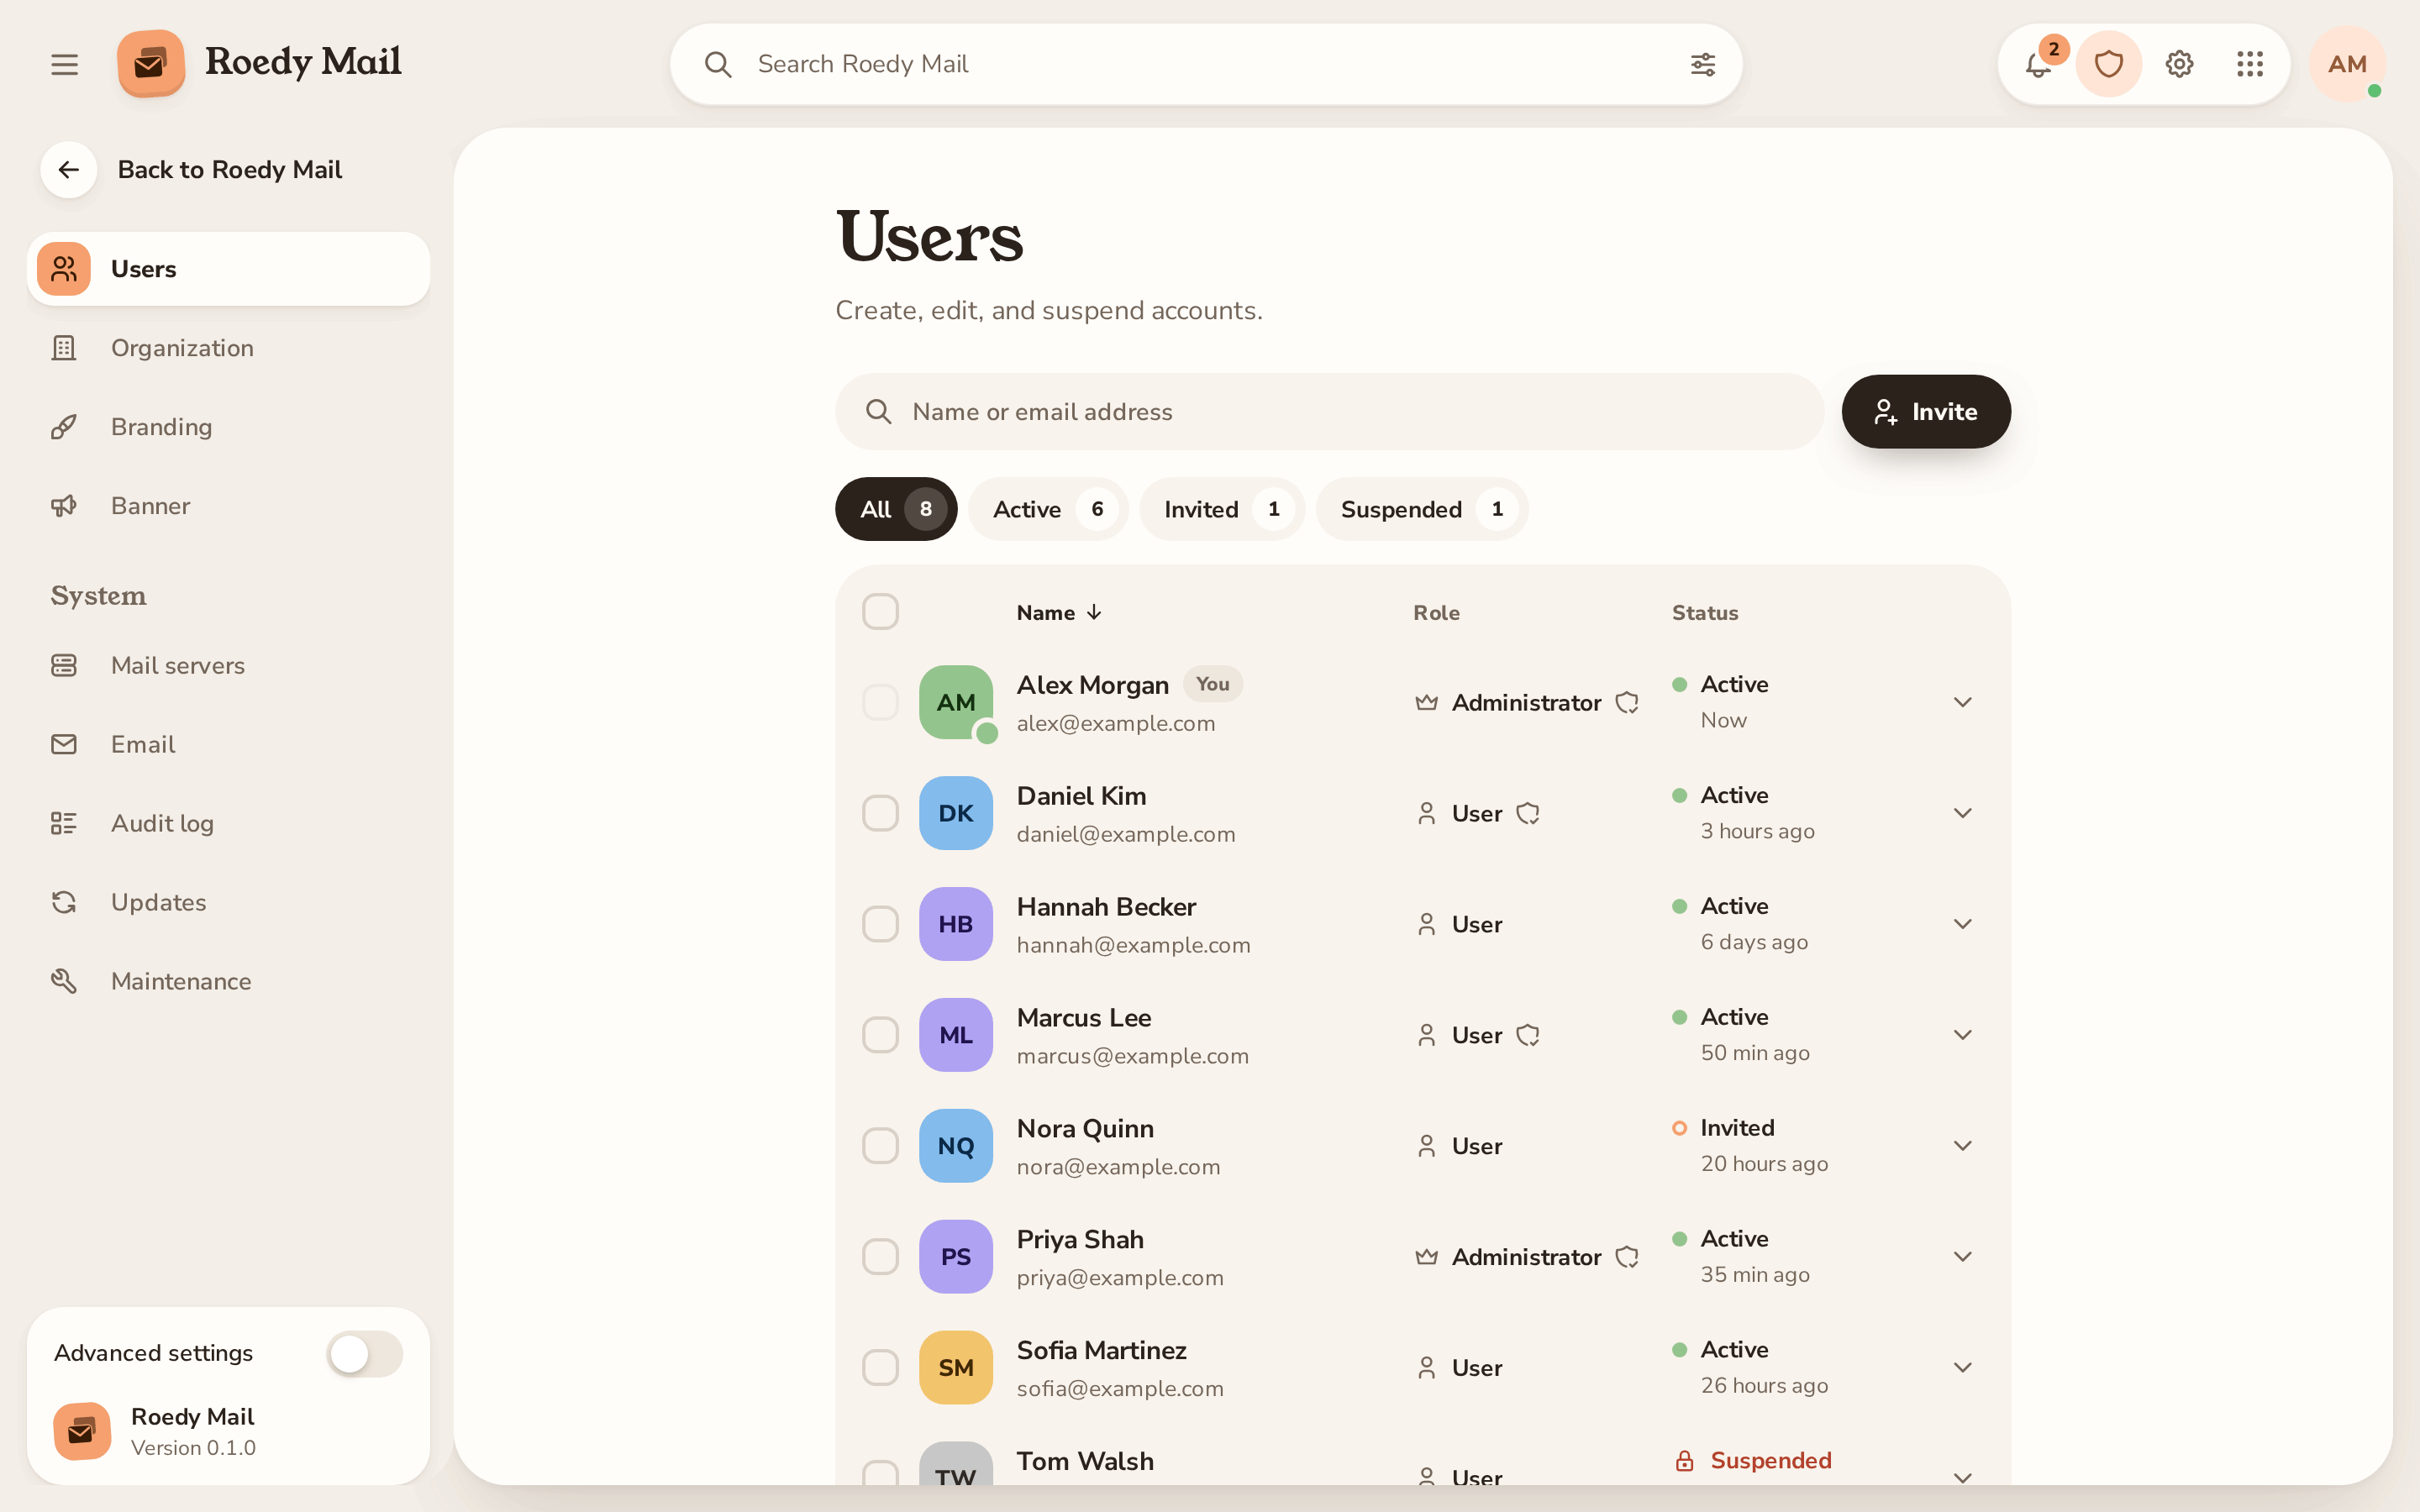 Roedy Mail
Search Roedy Mail
2
AM
Back to Roedy Mail
Users
Organization
Branding
Banner
System
Mail servers
Email
Audit log
Updates
Maintenance
Advanced settings
Roedy Mail
Version 0.1.0
Users
Create, edit, and suspend accounts.
Name or email address
Invite
All 8
Active 6
Invited 1
Suspended 1
Name Role Status
AM Alex Morgan You Administrator Active
alex@example.com Now
DK Daniel Kim User Active
daniel@example.com 3 hours ago
HB Hannah Becker User Active
hannah@example.com 6 days ago
ML Marcus Lee User Active
marcus@example.com 50 min ago
NQ Nora Quinn User Invited
nora@example.com 20 hours ago
PS Priya Shah Administrator Active
priya@example.com 35 min ago
SM Sofia Martinez User Active
sofia@example.com 26 hours ago
TW Tom Walsh User Suspended